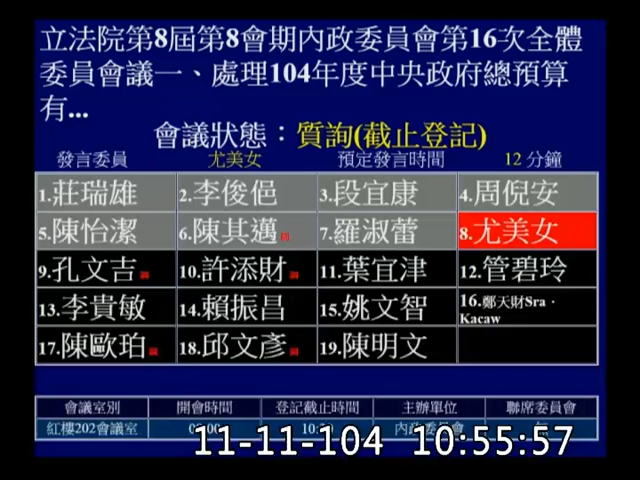 立法院第8屆第8會期內政委員會第16次全體
委員會議一、處理104年度中央政府總預算
有...
會議狀態：質詢(截止登記)
發言委員 尤美女 預定發言時間 12 分鐘
1.莊瑞雄 2.李俊俋 3.段宜康 4.周倪安
5.陳怡潔 6.陳其邁 7.羅淑蕾 8.尤美女
9.孔文吉 10.許添財 11.葉宜津 12.管碧玲
13.李貴敏 14.賴振昌 15.姚文智 16.鄭天財Sra．
Kacaw
17.陳歐珀 18.邱文彥 19.陳明文
會議室別 開會時間 登記截止時間 主辦單位 聯席委員會
紅樓202會議室 內政委員會
11-11-104 10:55:57